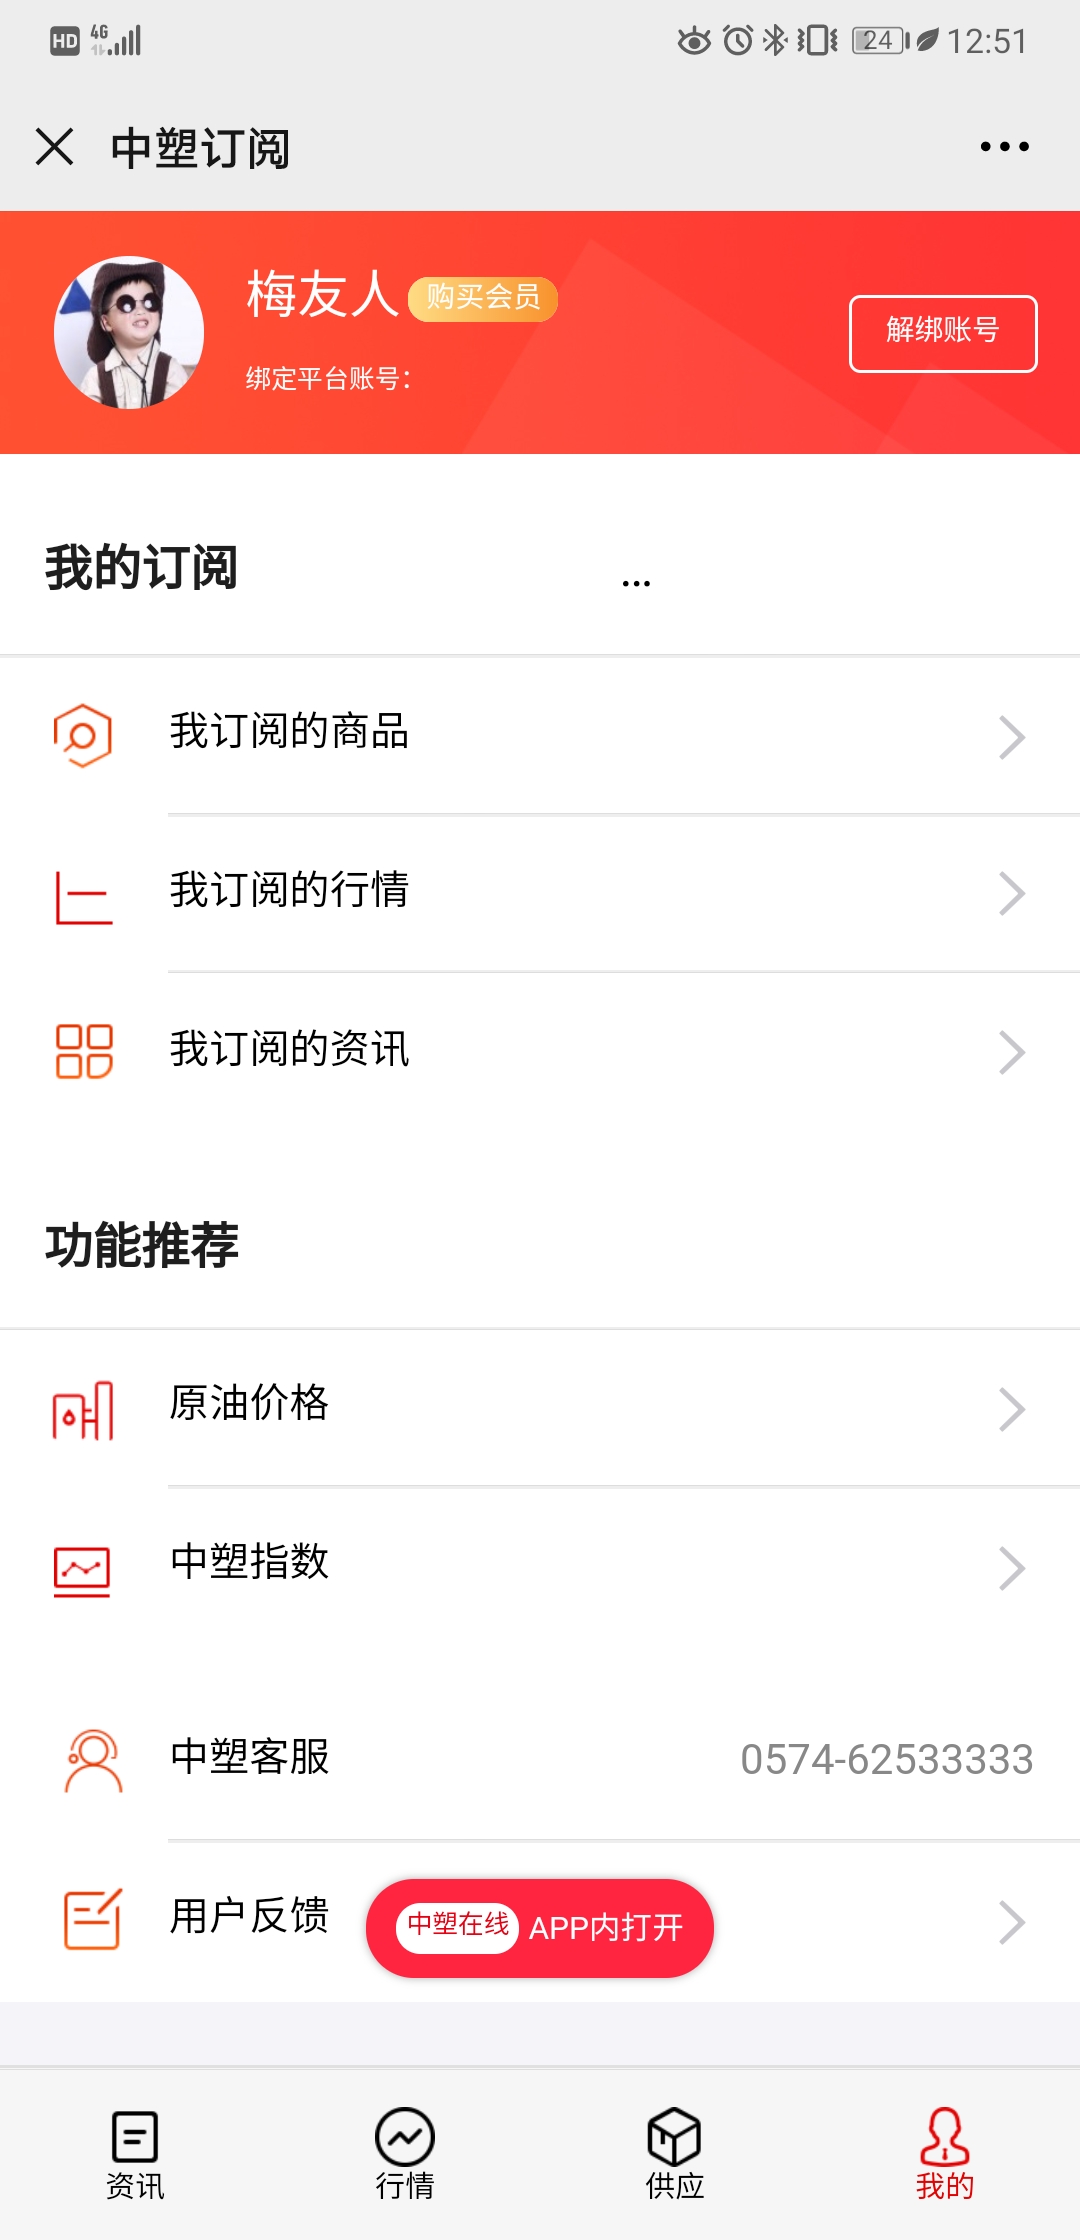 HD 4G 24 12:51
中塑订阅
梅友人 购买会员
解绑账号
绑定平台账号：
我的订阅
...
我订阅的商品
我订阅的行情
我订阅的资讯
功能推荐
原油价格
中塑指数
中塑客服 0574-62533333
用户反馈
中塑在线 APP内打开
资讯 行情 供应 我的